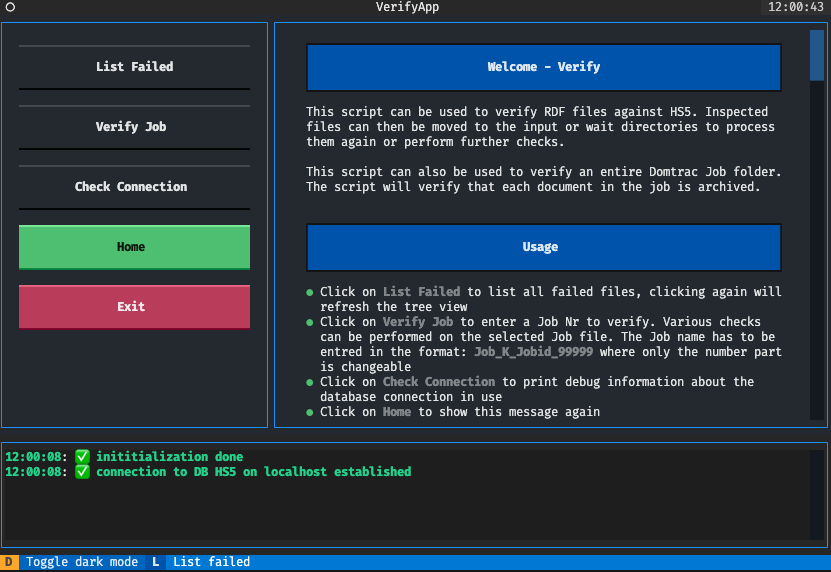 VerifyApp
12:00:43
List Failed
Verify Job
Check Connection
Home
Exit
Welcome - Verify
This script can be used to verify RDF files against HS5. Inspected
files can then be moved to the input or wait directories to process
them again or perform further checks.
This script can also be used to verify an entire Domtrac Job folder.
The script will verify that each document in the job is archived.
Usage
● Click on List Failed to list all failed files, clicking again will
refresh the tree view
● Click on Verify Job to enter a Job Nr to verify. Various checks
can be performed on the selected Job file. The Job name has to be
entred in the format: Job_K_Jobid_99999 where only the number part
is changeable
● Click on Check Connection to print debug information about the
database connection in use
● Click on Home to show this message again
12:00:08: ✅ inititialization done
12:00:08: ✅ connection to DB HS5 on localhost established
D Toggle dark mode L List failed